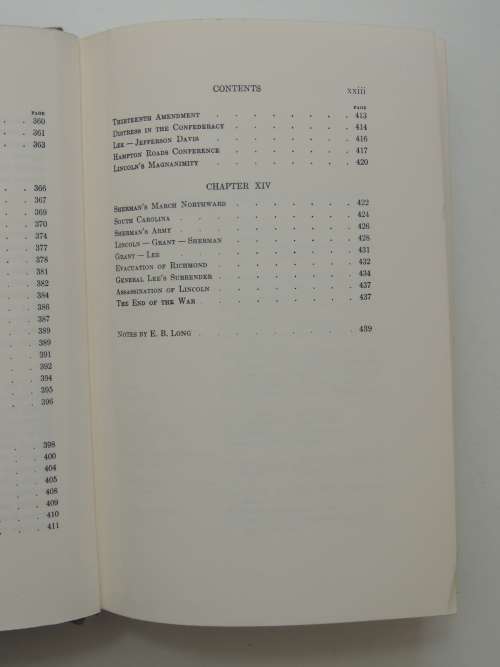 PAGE
. . 360
. . 361
. . 363
. . 366
. . 367
. . 369
. . 370
. . 374
. . 377
. . 378
. . 381
. . 382
. . 384
. . 386
. . 387
. . 389
. . 389
. . 391
. . 392
. . 394
. . 395
. . 396
. . 398
. . 400
. . 404
. . 405
. . 408
. . 409
. . 410
. . 411
CONTENTS xxiii
PAGE
Thirteenth Amendment . . . . . . . 413
Distress in the Confederacy . . . . . . 414
Lee — Jefferson Davis . . . . . . . 416
Hampton Roads Conference . . . . . . 417
Lincoln's Magnanimity . . . . . . . 420
CHAPTER XIV
Sherman's March Northward . . . . . . 422
South Carolina . . . . . . . . 424
Sherman's Army . . . . . . . . 426
Lincoln — Grant — Sherman . . . . . . 428
Grant — Lee . . . . . . . . 431
Evacuation of Richmond . . . . . . . 432
General Lee's Surrender . . . . . . 434
Assassination of Lincoln . . . . . . 437
The End of the War . . . . . . . 437
Notes by E. B. Long . . . . . . . 439